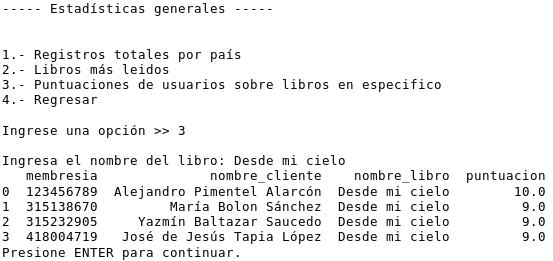 ----- Estadísticas generales -----
1.- Registros totales por país
2.- Libros más leidos
3.- Puntuaciones de usuarios sobre libros en especifico
4.- Regresar
Ingrese una opción >> 3
Ingresa el nombre del libro: Desde mi cielo
membresia nombre_cliente nombre_libro puntuacion
0 123456789 Alejandro Pimentel Alarcón Desde mi cielo 10.0
1 315138670 María Bolon Sánchez Desde mi cielo 9.0
2 315232905 Yazmín Baltazar Saucedo Desde mi cielo 9.0
3 418004719 José de Jesús Tapia López Desde mi cielo 9.0
Presione ENTER para continuar.